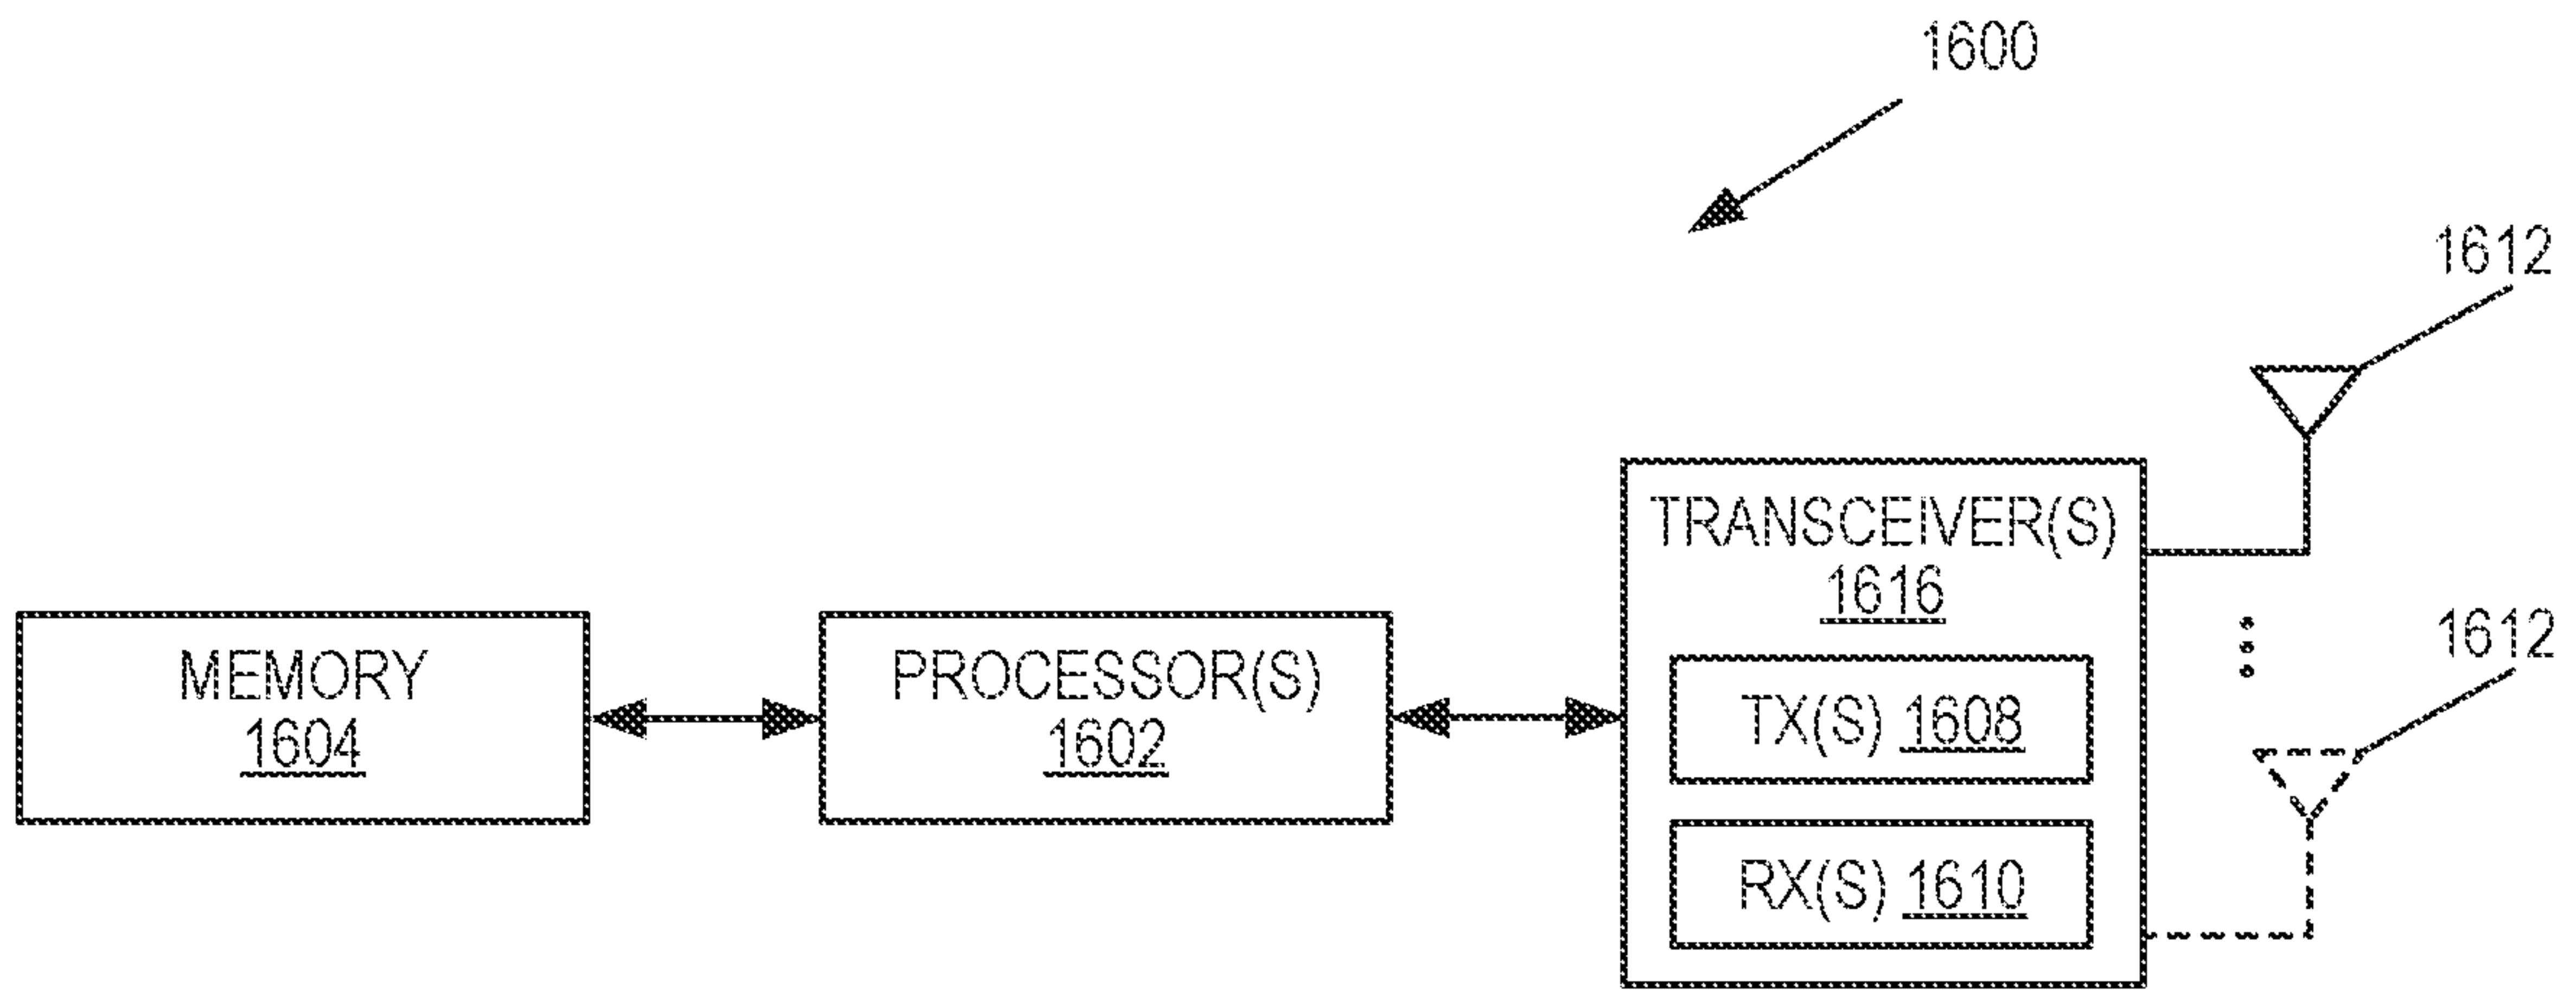 1600
1612
TRANSCEIVER(S)
1616
1612
MEMORY
1604
PROCESSOR(S)
1602
TX(S) 1608
RX(S) 1610